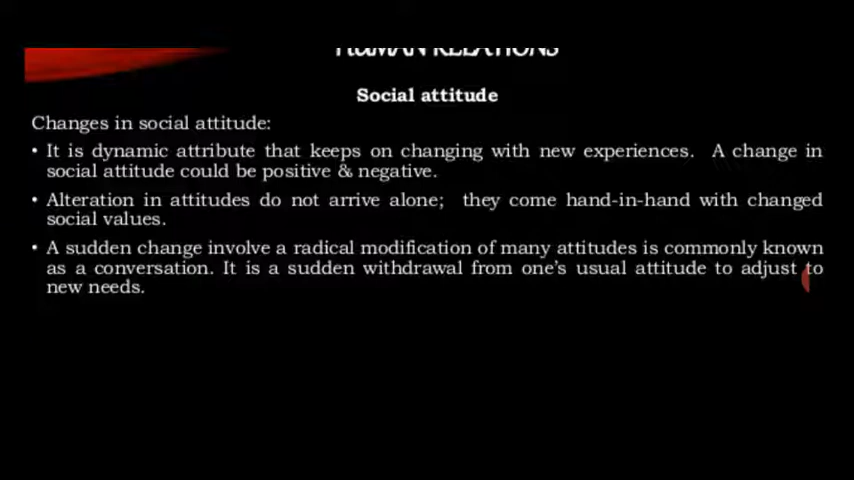 HUMAN RELATIONS
Social attitude
Changes in social attitude:
• It is dynamic attribute that keeps on changing with new experiences. A change in
social attitude could be positive & negative.
• Alteration in attitudes do not arrive alone; they come hand-in-hand with changed
social values.
• A sudden change involve a radical modification of many attitudes is commonly known
as a conversation. It is a sudden withdrawal from one's usual attitude to adjust to
new needs.